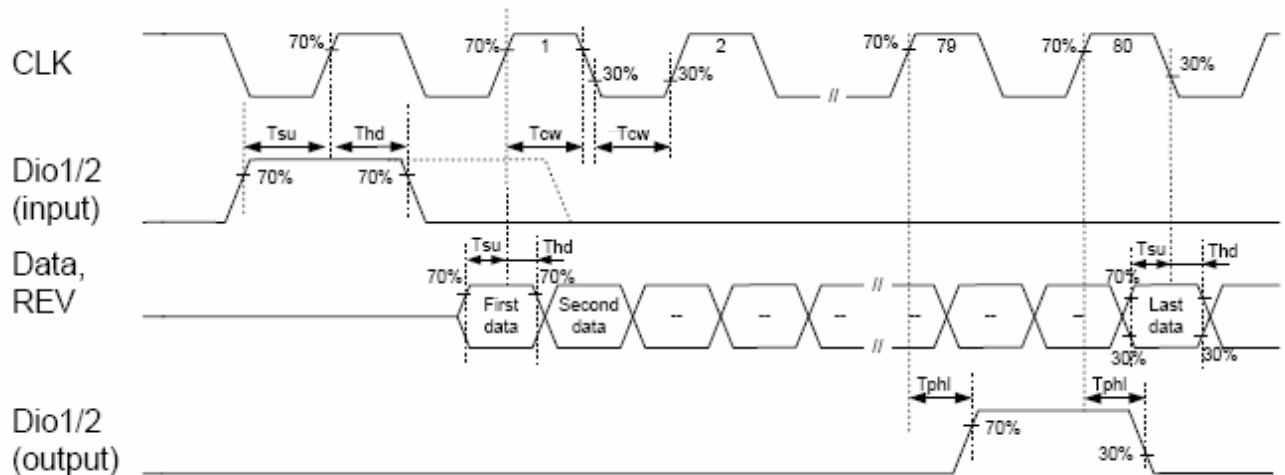 CLK
70%
70%
1
30%
30%
2
70%
79
70%
80
30%
//
Tsu
Thd
Tcw
Tcw
Dio1/2
(input)
70%
70%
Data,
REV
Tsu
Thd
70%
70%
First
data
Second
data
--
--
--
--
--
--
//
//
Tsu
Thd
70%
Last
data
30%
30%
Dio1/2
(output)
Tphl
70%
Tphl
30%